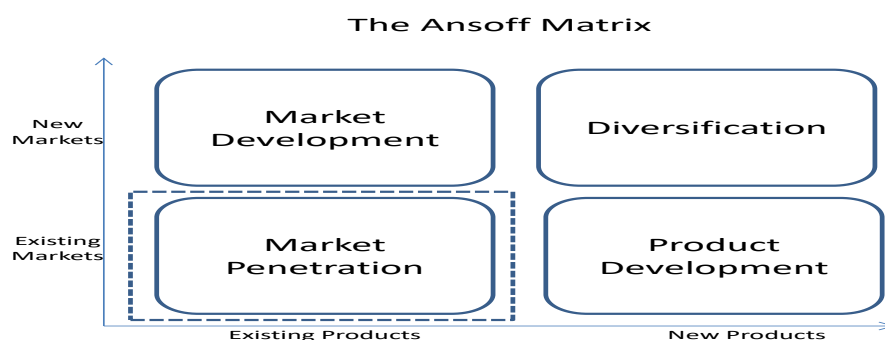 The Ansoff Matrix
New
Markets
Market
Development
Diversification
Existing
Markets
Market
Penetration
Product
Development
Existing Products
New Products